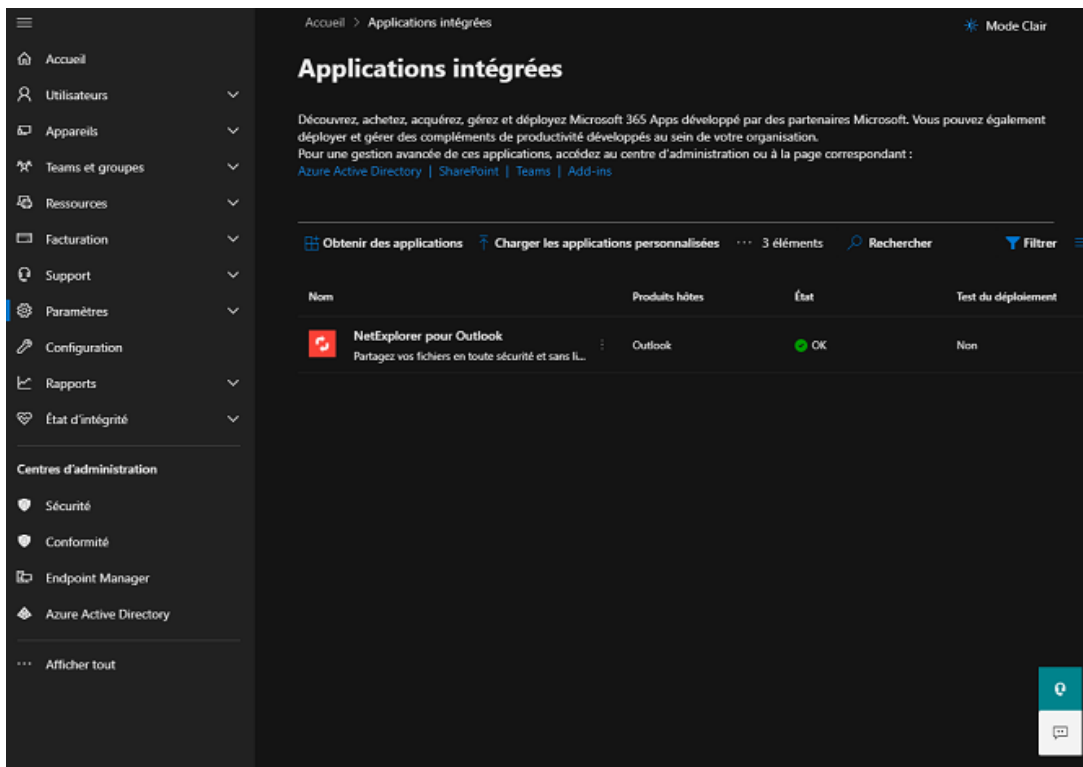 Accueil > Applications intégrées
Mode Clair
Accueil
Utilisateurs
Appareils
Teams et groupes
Ressources
Facturation
Support
Paramètres
Configuration
Rapports
État d'intégrité
Centres d'administration
Sécurité
Conformité
Endpoint Manager
Azure Active Directory
Afficher tout
Applications intégrées
Découvrez, achetez, acquérez, gérez et déployez Microsoft 365 Apps développé par des partenaires Microsoft. Vous pouvez également
déployer et gérer des compléments de productivité développés au sein de votre organisation.
Pour une gestion avancée de ces applications, accédez au centre d'administration ou à la page correspondant :
Azure Active Directory | SharePoint | Teams | Add-ins
Obtenir des applications Charger les applications personnalisées ... 3 éléments Rechercher Filtrer
Nom Produits hôtes État Test du déploiement
NetExplorer pour Outlook
Partagez vos fichiers en toute sécurité et sans li...
Outlook OK Non